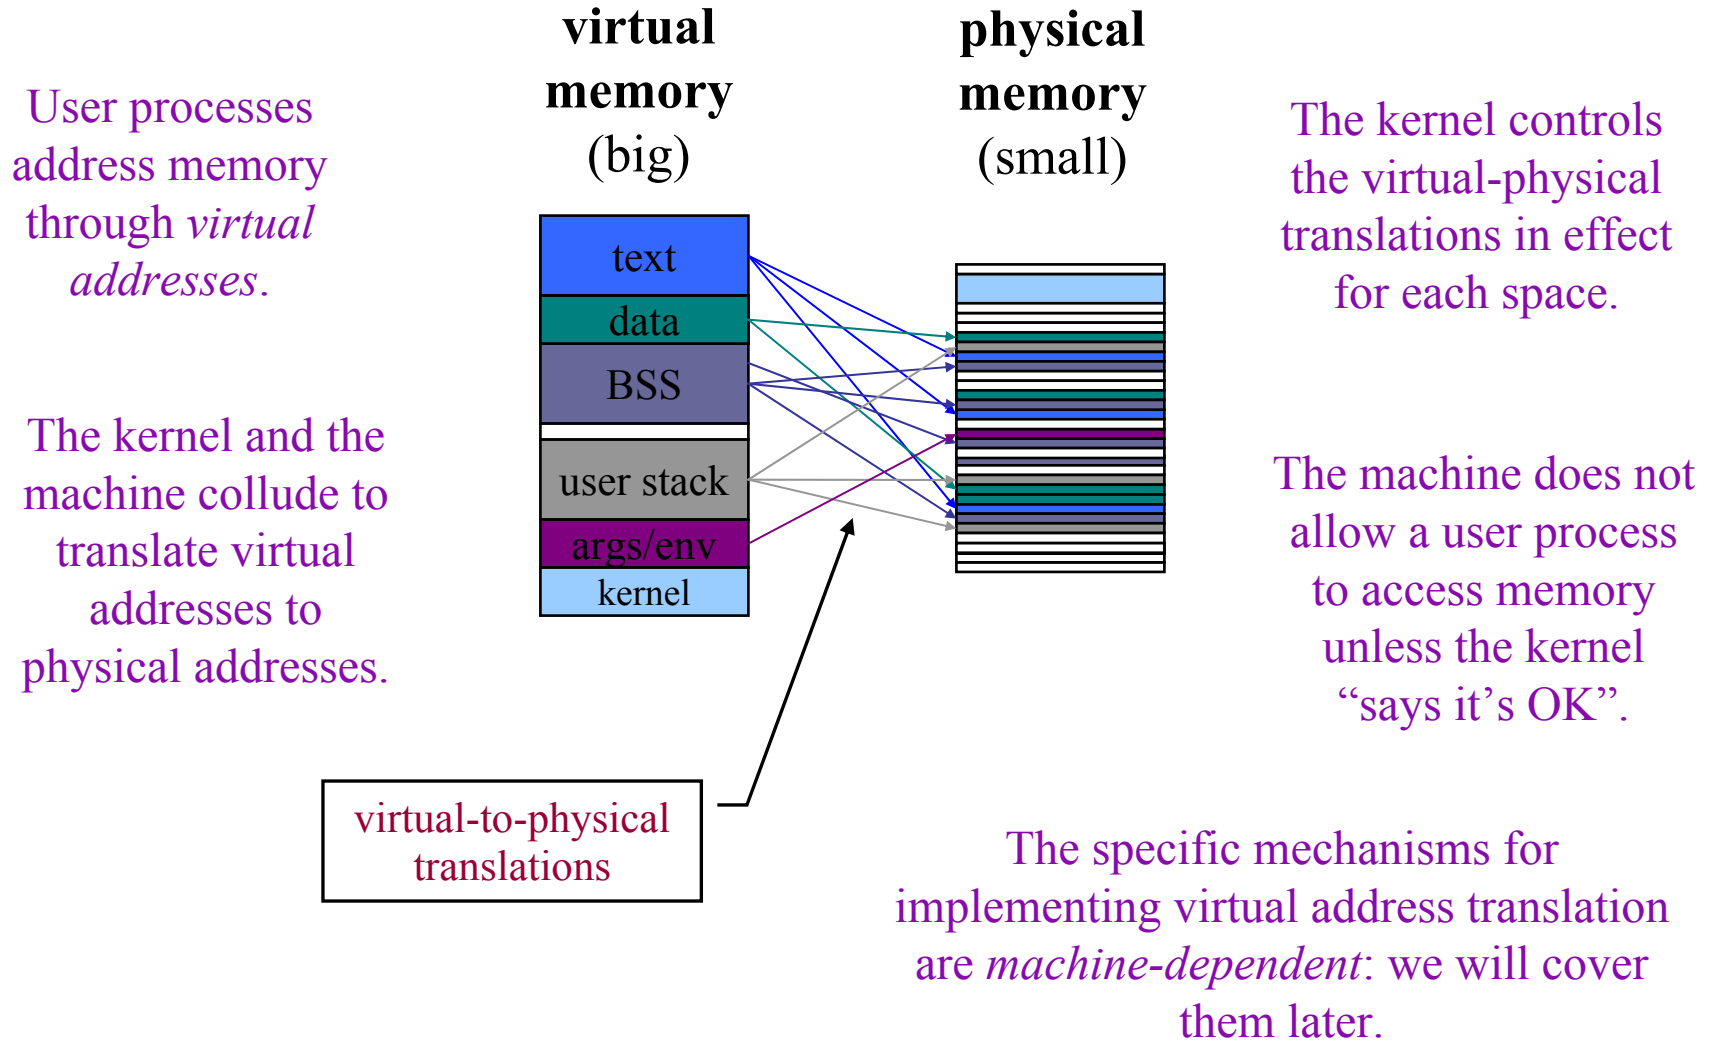 virtual
memory
(big)
physical
memory
(small)
User processes
address memory
through virtual
addresses.
The kernel and the
machine collude to
translate virtual
addresses to
physical addresses.
text
data
BSS
user stack
args/env
kernel
The kernel controls
the virtual-physical
translations in effect
for each space.
The machine does not
allow a user process
to access memory
unless the kernel
“says it’s OK”.
virtual-to-physical
translations
The specific mechanisms for
implementing virtual address translation
are machine-dependent: we will cover
them later.